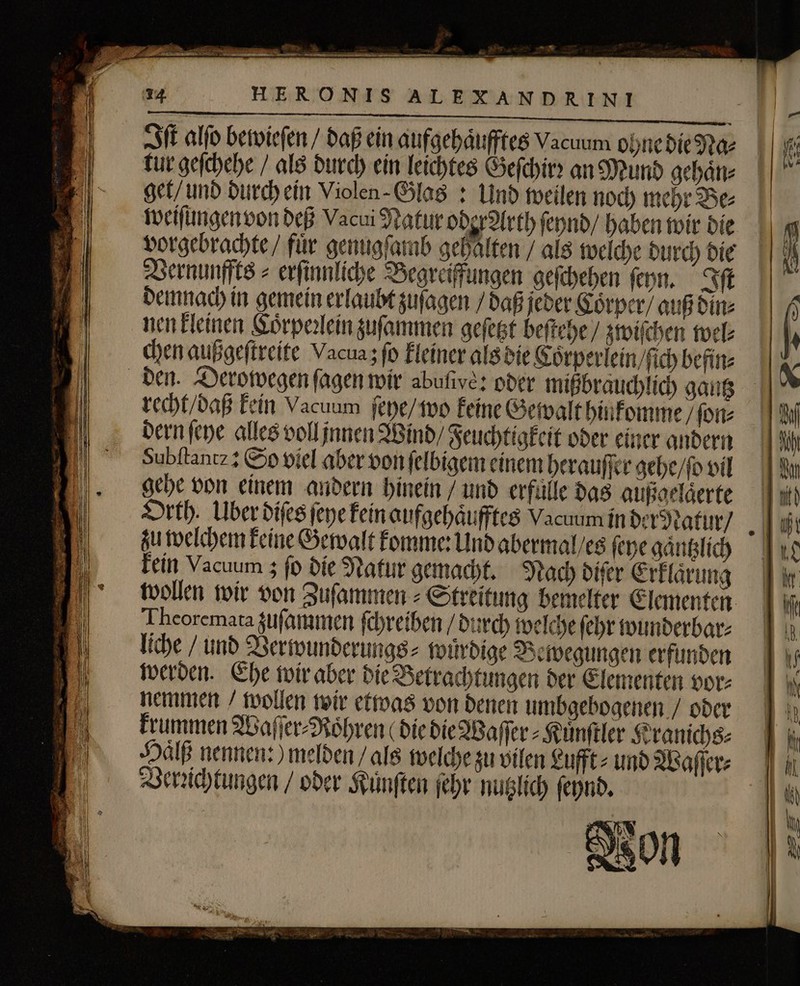 14 HERONIS ALEXANDRINI
Iſt alſo bewieſen / daß ein aufgehäufftes Vacuum ohne die Na⸗
tur geſchehe / als durch ein leichtes Geſchirꝛ an Mund gehån⸗
get/ und durch ein Violen-Glas : Und weilen noch mehr Be⸗
weiſungen von deß Vacui Natur oder Arth ſeynd/ haben wir die
vorgebrachte / für genugſamb gehalten / als welche durch die
Vernunffts ⸗ erſinnliche Begreiffungen geſchehen ſeyn. Iſt
demnach in gemein erlaubt zuſagen / daß jeder Cörper/ auß din⸗
nen kleinen Cörpeꝛlein zuſammen geſetzt beſtehe / zwiſchen wel⸗
chen außgeſtreite Vacua; ſo kleiner als die Cörperlein/ſich befin⸗
den. Derowegen ſagen wir abuſivè: oder mißbrauchlich gantz
recht/daß kein Vacuum ſeye/wo keine Gewalt hinkomme / ſon⸗
dern ſeye alles voll jnnen Wind/ Feuchtigkeit oder einer andern
Subſtantz : So viel aber von ſelbigem einem herauſſer gehe/ſo vil
gehe von einem andern hinein / und erfülle das außgelåerte
Orth. Uber diſes ſeye kein aufgehåufftes Vacuum in der Natur/
zu welchem keine Gewalt komme: Und abermal/es ſeye gåntzlich
kein Vacuum ; ſo die Natur gemacht. Nach diſer Erklårung
wollen wir von Zuſammen ⸗ Streitung bemelter Elementen
Theoremata zuſammen ſchreiben / durch welche ſehr wunderbar⸗
liche / und Verwunderungs⸗ würdige Bewegungen erfunden
werden. Ehe wir aber die Betrachtungen der Elementen vor⸗
nemmen / wollen wir etwas von denen umbgebogenen / oder
krummen Waſſer⸗Röhren ( die die Waſſer ⸗ Künſtler Kranichs⸗
Hålß nennen: ) melden / als welche zu vilen Lufft ⸗ und Waſſer⸗
Verꝛichtungen / oder Künſten ſehr nutzlich ſeynd.
Von